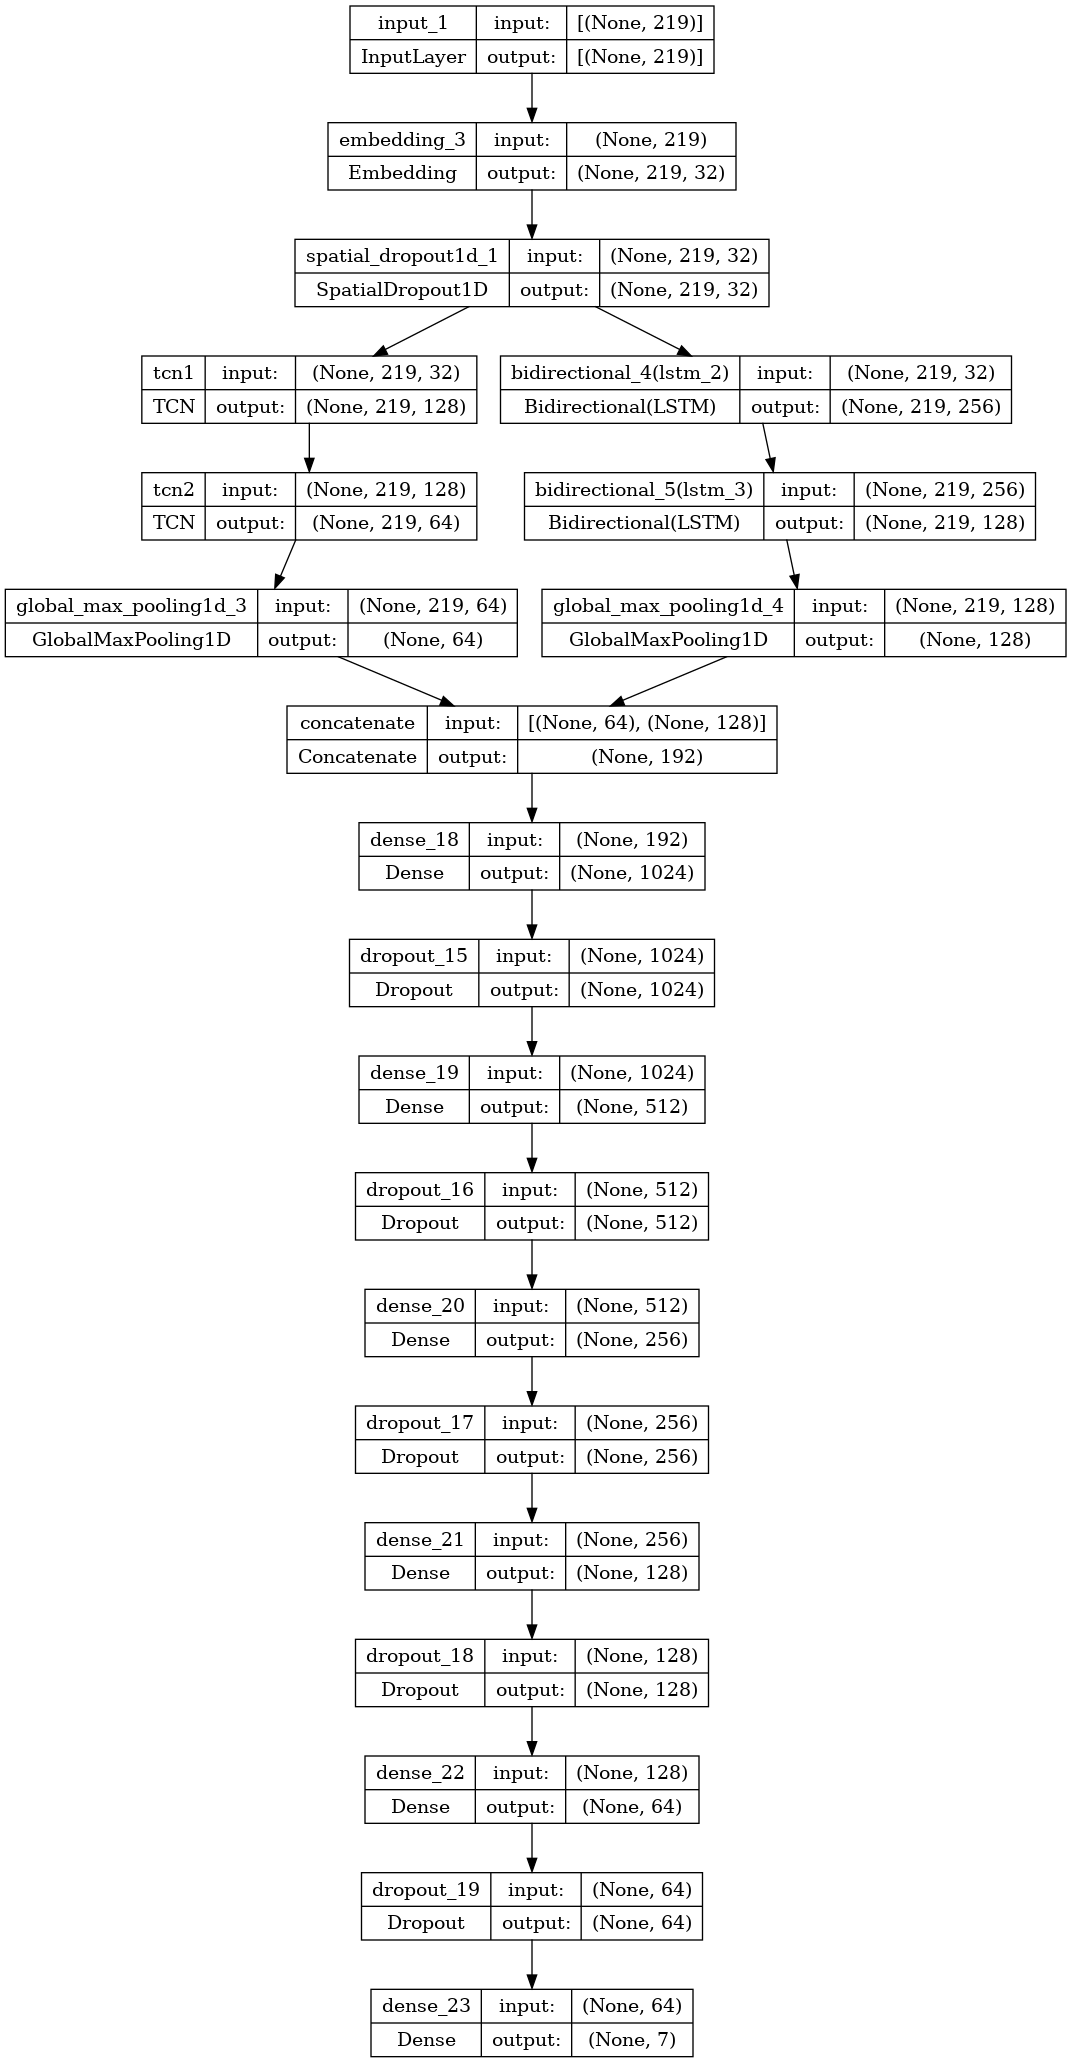 input_1 input: [(None, 219)]
InputLayer output: [(None, 219)]
embedding_3 input: (None, 219)
Embedding output: (None, 219, 32)
spatial_dropout1d_1 input: (None, 219, 32)
SpatialDropout1D output: (None, 219, 32)
tcn1 input: (None, 219, 32)
TCN output: (None, 219, 128)
bidirectional_4(lstm_2) input: (None, 219, 32)
Bidirectional(LSTM) output: (None, 219, 256)
tcn2 input: (None, 219, 128)
TCN output: (None, 219, 64)
bidirectional_5(lstm_3) input: (None, 219, 256)
Bidirectional(LSTM) output: (None, 219, 128)
global_max_pooling1d_3 input: (None, 219, 64)
GlobalMaxPooling1D output: (None, 64)
global_max_pooling1d_4 input: (None, 219, 128)
GlobalMaxPooling1D output: (None, 128)
concatenate input: [(None, 64), (None, 128)]
Concatenate output: (None, 192)
dense_18 input: (None, 192)
Dense output: (None, 1024)
dropout_15 input: (None, 1024)
Dropout output: (None, 1024)
dense_19 input: (None, 1024)
Dense output: (None, 512)
dropout_16 input: (None, 512)
Dropout output: (None, 512)
dense_20 input: (None, 512)
Dense output: (None, 256)
dropout_17 input: (None, 256)
Dropout output: (None, 256)
dense_21 input: (None, 256)
Dense output: (None, 128)
dropout_18 input: (None, 128)
Dropout output: (None, 128)
dense_22 input: (None, 128)
Dense output: (None, 64)
dropout_19 input: (None, 64)
Dropout output: (None, 64)
dense_23 input: (None, 64)
Dense output: (None, 7)